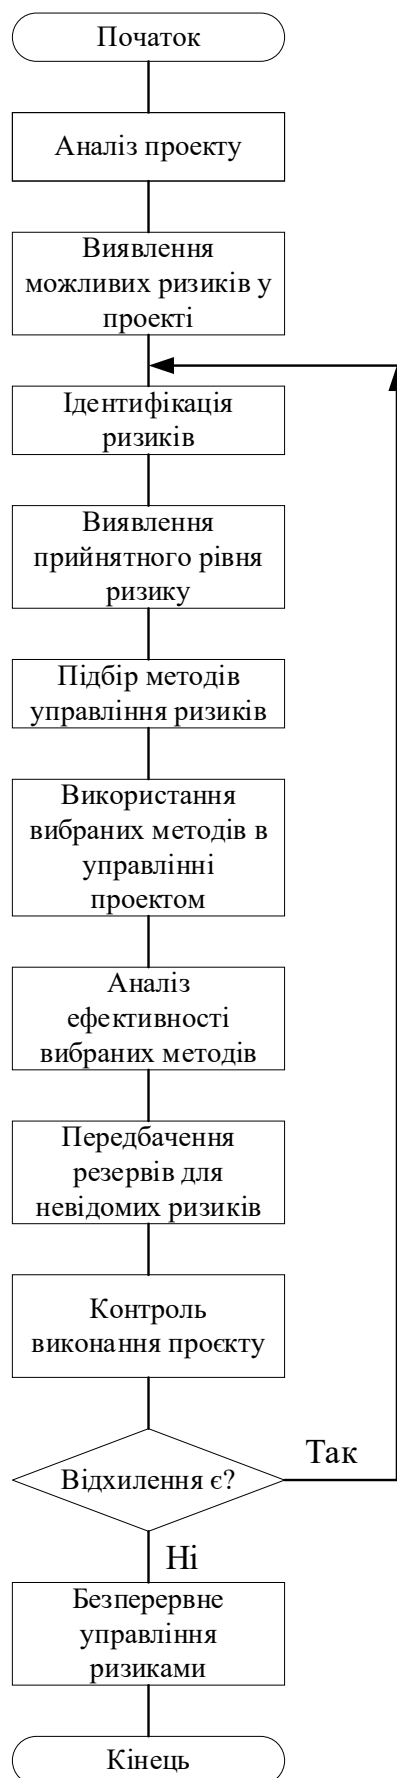 Початок
Аналіз проекту
Виявлення
можливих ризиків у
проекті
Ідентифікація
ризиків
Виявлення
прийнятного рівня
ризику
Підбір методів
управління ризиків
Використання
вибраних методів в
управлінні
проектом
Аналіз
ефективності
вибраних методів
Передбачення
резервів для
невідомих ризиків
Контроль
виконання проєкту
Відхилення є?
Так
Ні
Безперервне
управління
ризиками
Кінець